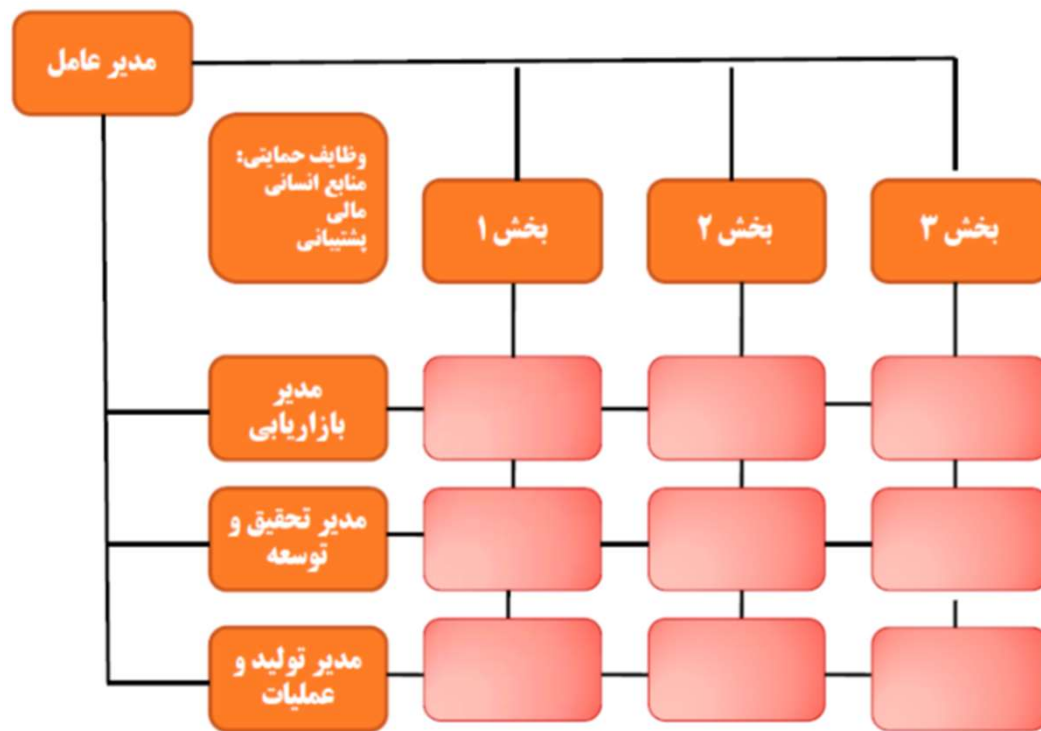 مدیر عامل
وظایف حمایتی:
منابع انسانی
مالی
پشتیبانی
بخش ۱
بخش ۲
بخش ۳
مدیر
بازاریابی
مدیر تحقیق و
توسعه
مدیر تولید و
عملیات